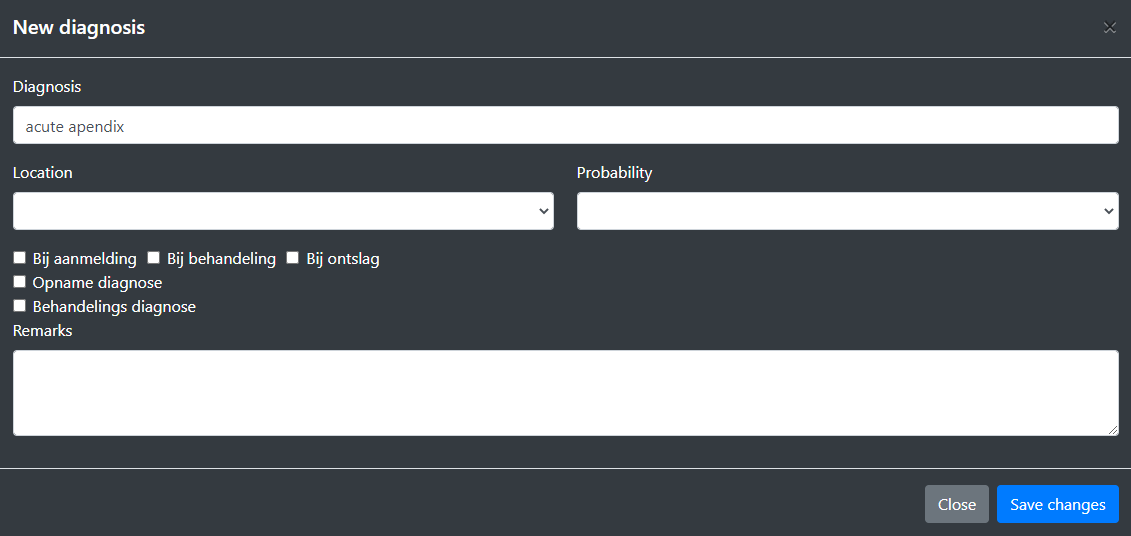 New diagnosis ×
Diagnosis
acute apendix
Location Probability
Bij aanmelding Bij behandeling Bij ontslag
Opname diagnose
Behandelings diagnose
Remarks
Close Save changes